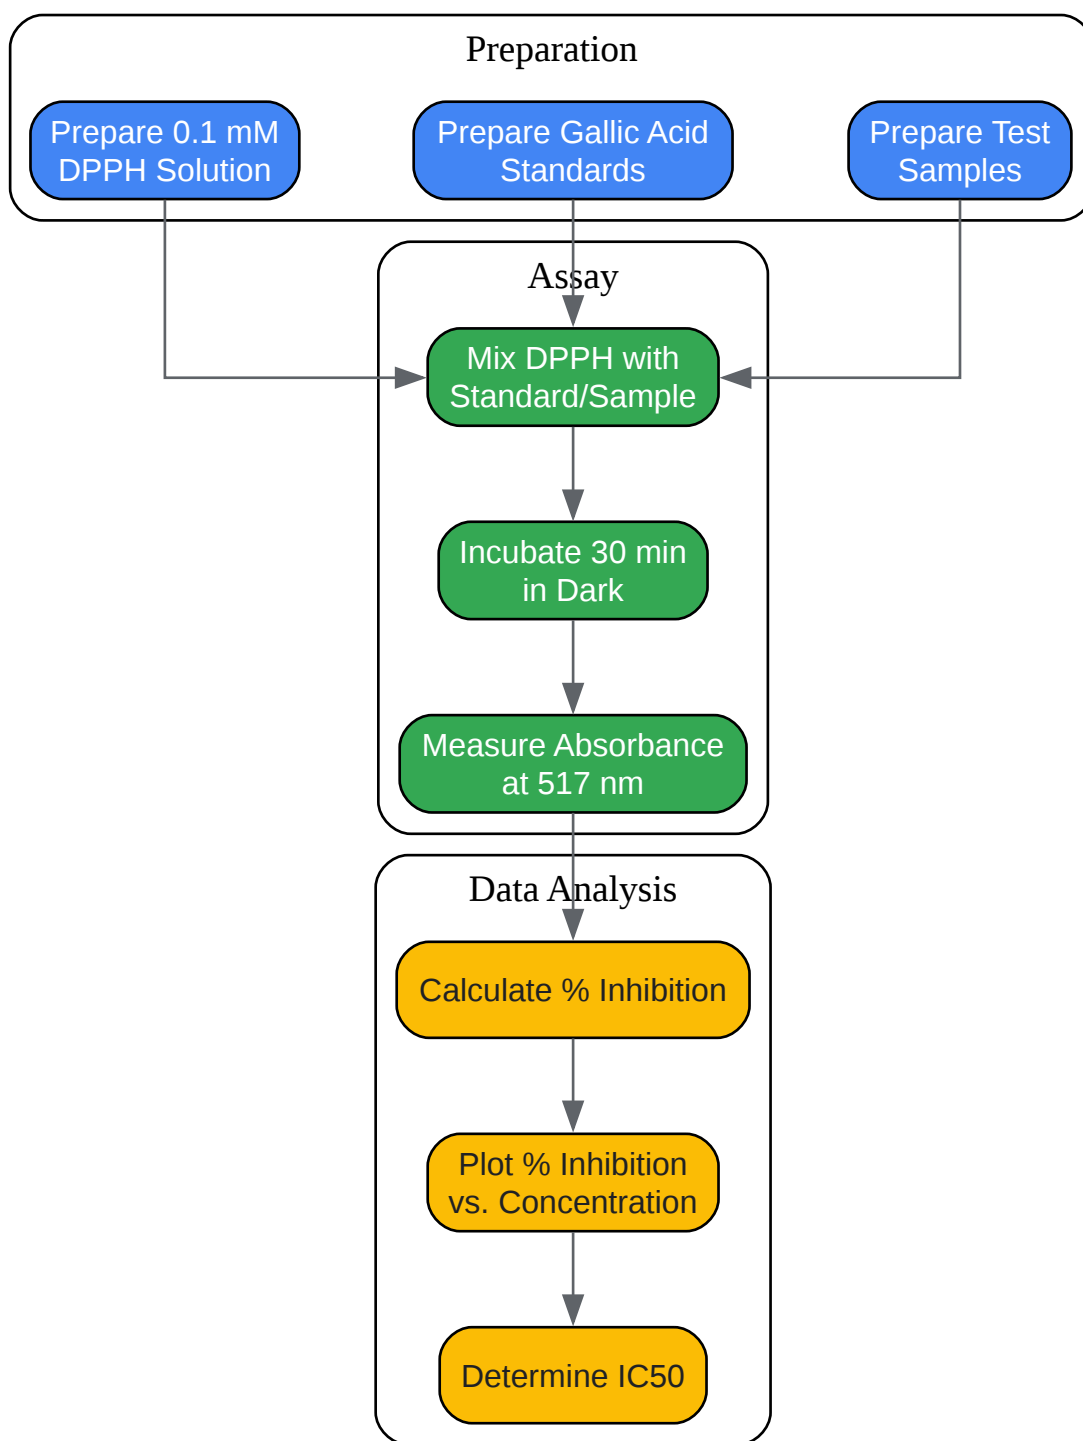 Preparation
Prepare 0.1 mM
DPPH Solution
Prepare Gallic Acid
Standards
Prepare Test
Samples
Assay
Mix DPPH with
Standard/Sample
Incubate 30 min
in Dark
Measure Absorbance
at 517 nm
Data Analysis
Calculate % Inhibition
Plot % Inhibition
vs. Concentration
Determine IC50